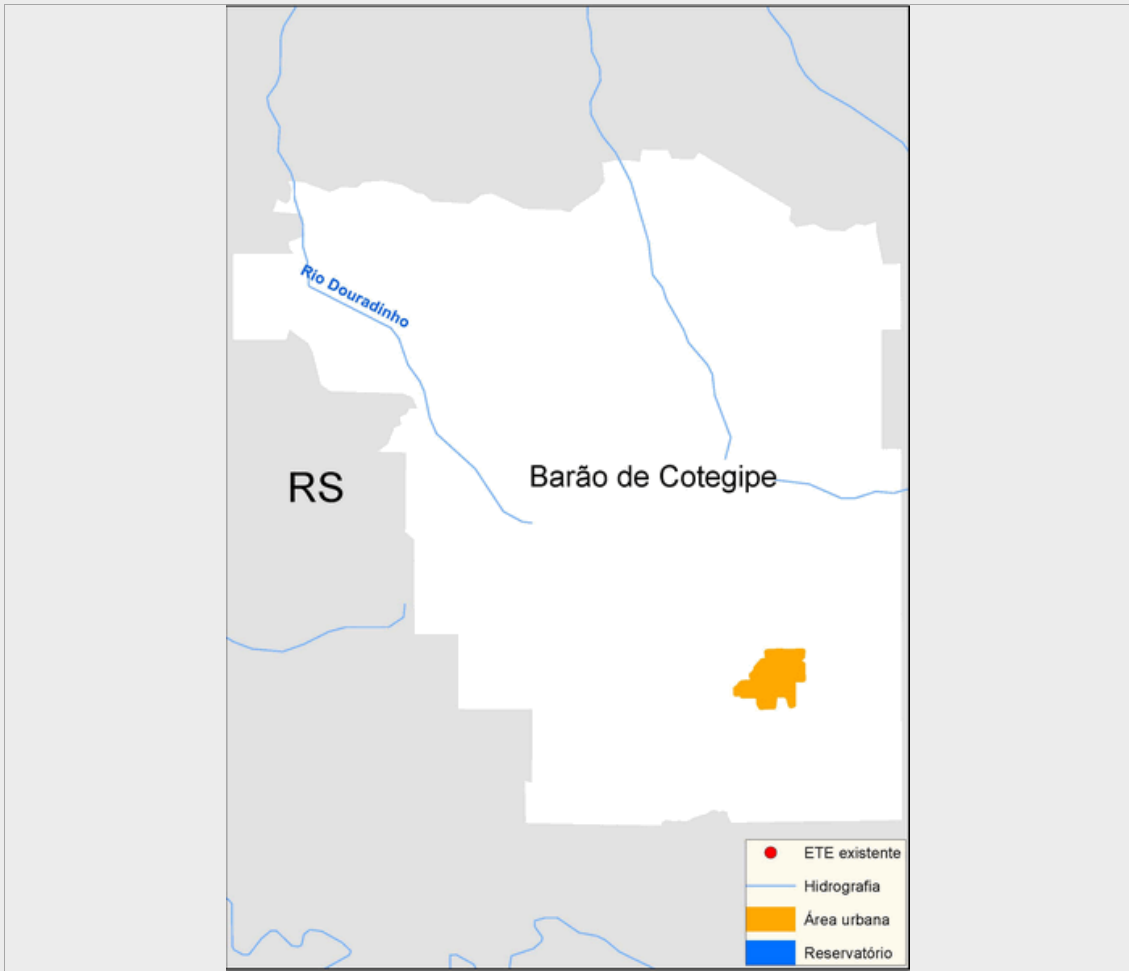 Rio Douradinho
RS
Barão de Cotegipe
ETE existente
Hidrografia
Área urbana
Reservatório